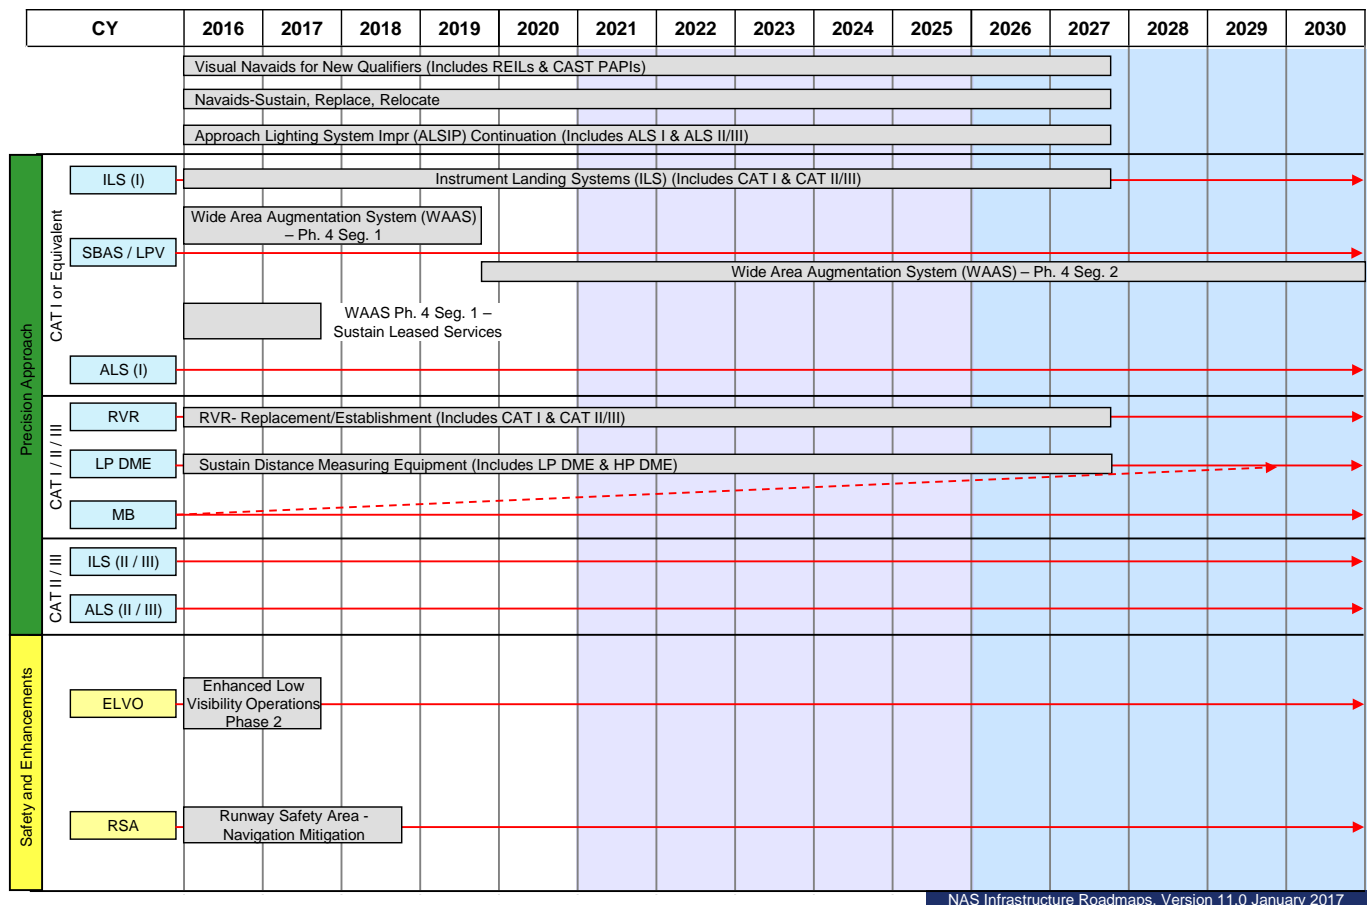 CY 2016 2017 2018 2019 2020 2021 2022 2023 2024 2025 2026 2027 2028 2029 2030
Visual Navaids for New Qualifiers (Includes REILs & CAST PAPIs)
Navaids-Sustain, Replace, Relocate
Approach Lighting System Impr (ALSIP) Continuation (Includes ALS I & ALS II/III)
Precision Approach
CAT I or Equivalent
ILS (I)
Instrument Landing Systems (ILS) (Includes CAT I & CAT II/III)
Wide Area Augmentation System (WAAS)
– Ph. 4 Seg. 1
SBAS / LPV
Wide Area Augmentation System (WAAS) – Ph. 4 Seg. 2
WAAS Ph. 4 Seg. 1 –
Sustain Leased Services
ALS (I)
CAT I / II / III
RVR
RVR- Replacement/Establishment (Includes CAT I & CAT II/III)
LP DME
Sustain Distance Measuring Equipment (Includes LP DME & HP DME)
MB
CAT II / III
ILS (II / III)
ALS (II / III)
Safety and Enhancements
ELVO
Enhanced Low
Visibility Operations
Phase 2
RSA
Runway Safety Area -
Navigation Mitigation
NAS Infrastructure Roadmaps, Version 11.0 January 2017